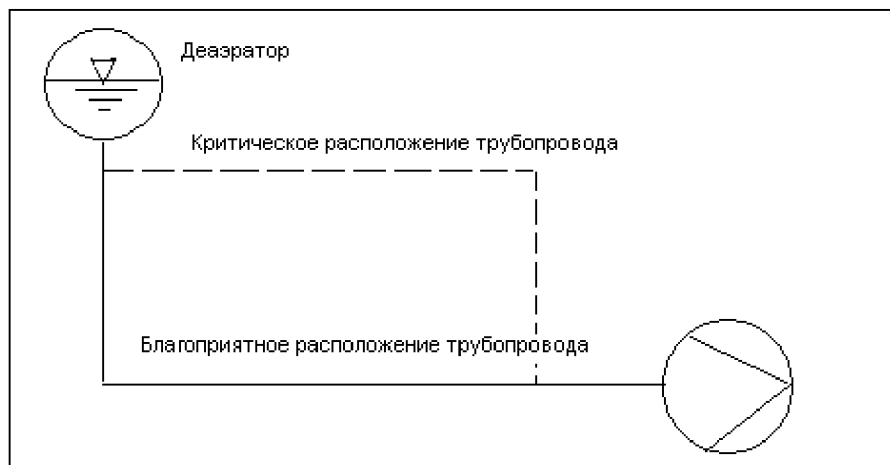 Деаэратор
Критическое расположение трубопровода
Благоприятное расположение трубопровода